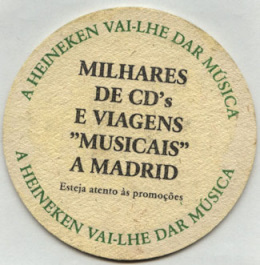 A HEINEKEN VAI-LHE DAR MÚSICA
MILHARES
DE CD's
E VIAGENS
"MUSICAIS"
A MADRID
Esteja atento às promoções
A HEINEKEN VAI-LHE DAR MÚSICA